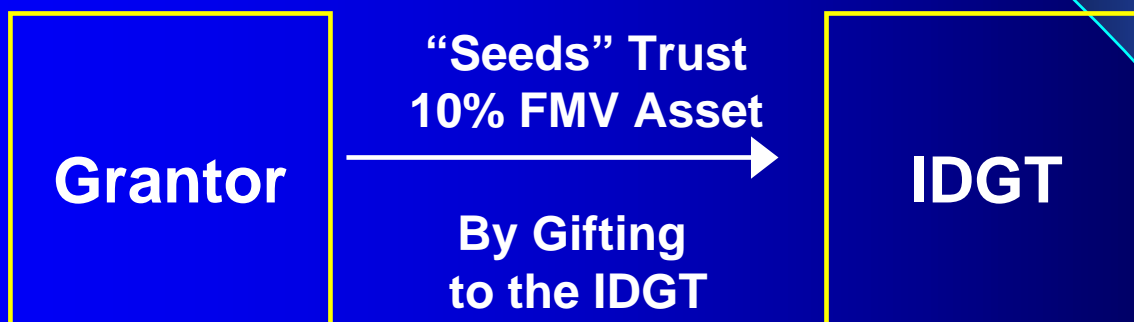 “Seeds” Trust
10% FMV Asset
Grantor
IDGT
By Gifting
to the IDGT